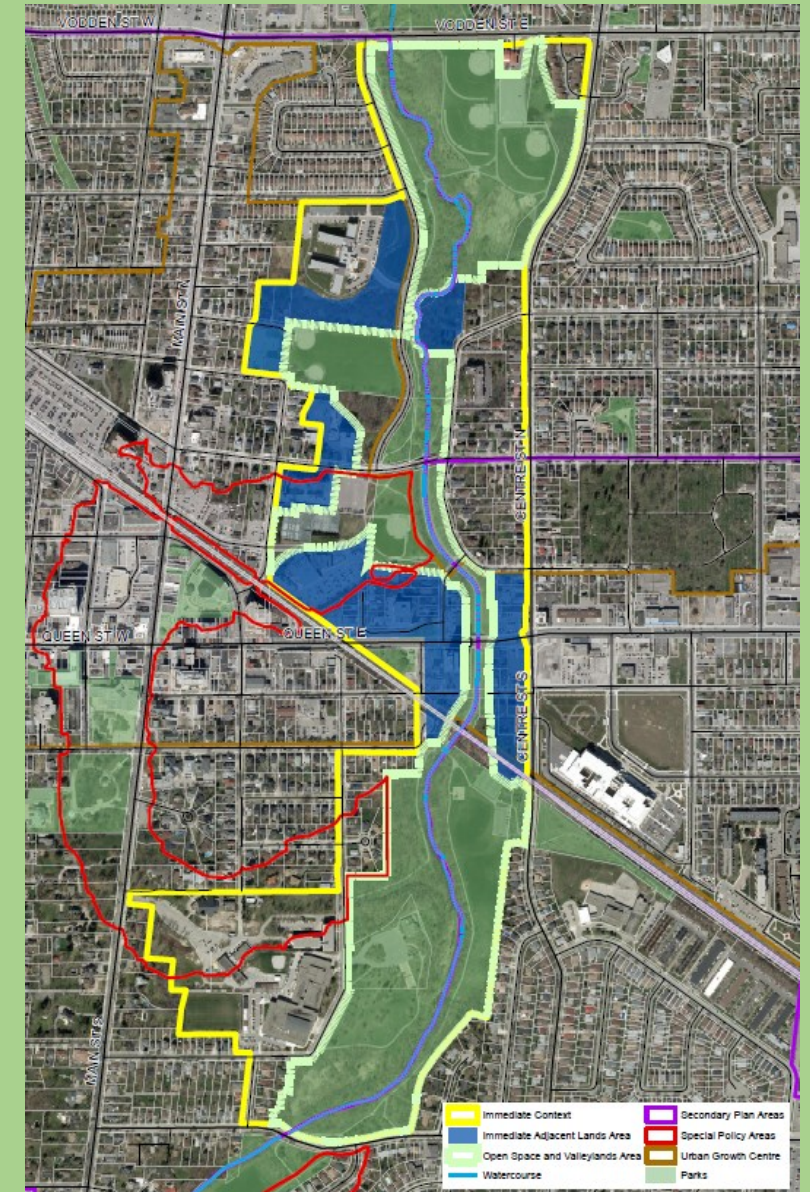 VODDEN ST W
VODDEN ST E
MAIN ST N
CENTRE ST N
QUEEN ST W
QUEEN ST E
CENTRE ST S
MAIN ST S
Immediate Context
Secondary Plan Areas
Immediate Adjacent Lands Area
Special Policy Areas
Open Space and Valleylands Area
Urban Growth Centre
Watercourse
Parks